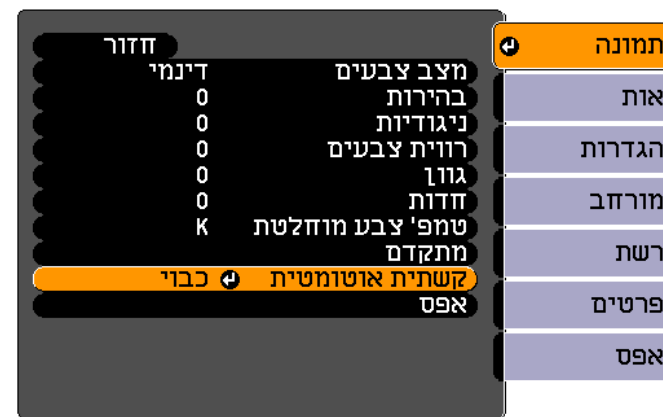 תמונה
אות
הגדרות
מורחב
רשת
פרטים
אפס
חזור
מצב צבעים דינמי
בהירות 0
ניגודיות 0
רווית צבעים 0
גוון 0
חדות 0
טמפ' צבע מוחלטת K
מתקדם
קשתית אוטומטית כבוי
אפס